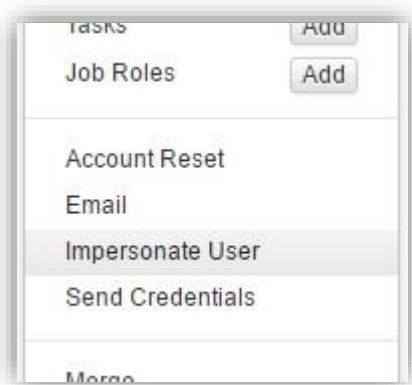 Tasks Add
Job Roles Add
Account Reset
Email
Impersonate User
Send Credentials
Merge